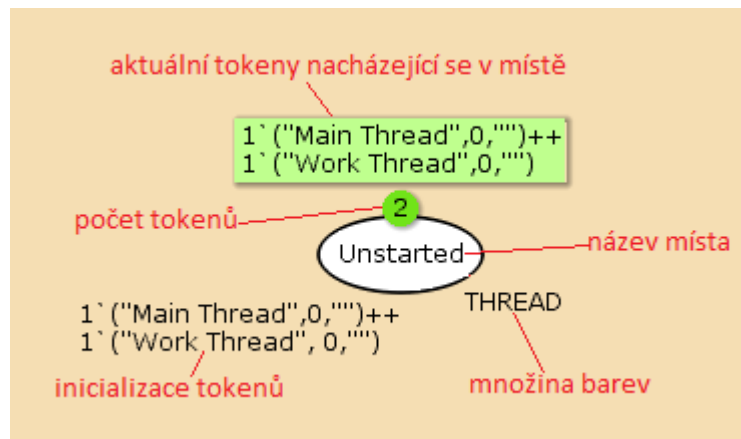 aktuální tokeny nacházející se v místě
1`("Main Thread",0,"")++
1`("Work Thread",0,"")
počet tokenů
2
Unstarted
název místa
THREAD
1`("Main Thread",0,"")++
1`("Work Thread", 0,"")
inicializace tokenů
množina barev